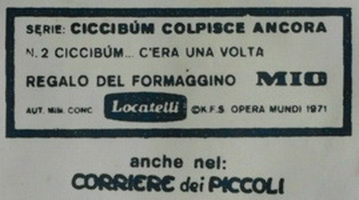 SERIE: CICCIBÚM COLPISCE ANCORA
N. 2 CICCIBÚM... C'ERA UNA VOLTA
REGALO DEL FORMAGGINO MIO
AUT. MIN. CONC Locatelli ©K.F.S OPERA MUNDI 1971
anche nel:
CORRIERE dei PICCOLI